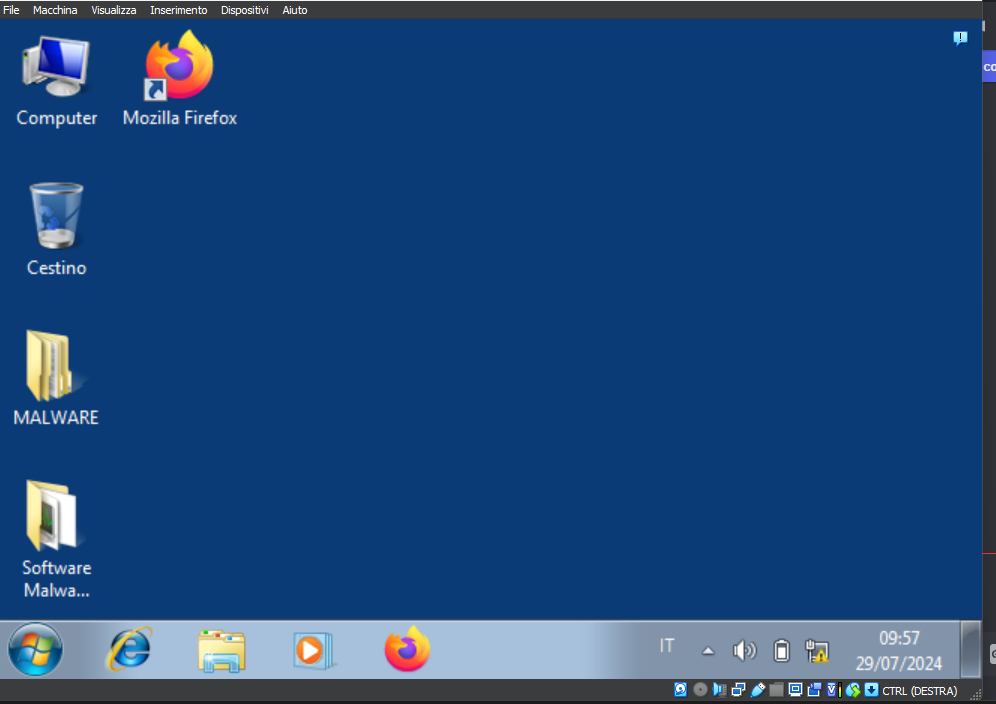 File Macchina Visualizza Inserimento Dispositivi Aiuto
Computer
Mozilla Firefox
Cestino
MALWARE
Software
Malwa...
IT
09:57
29/07/2024
CTRL (DESTRA)
co